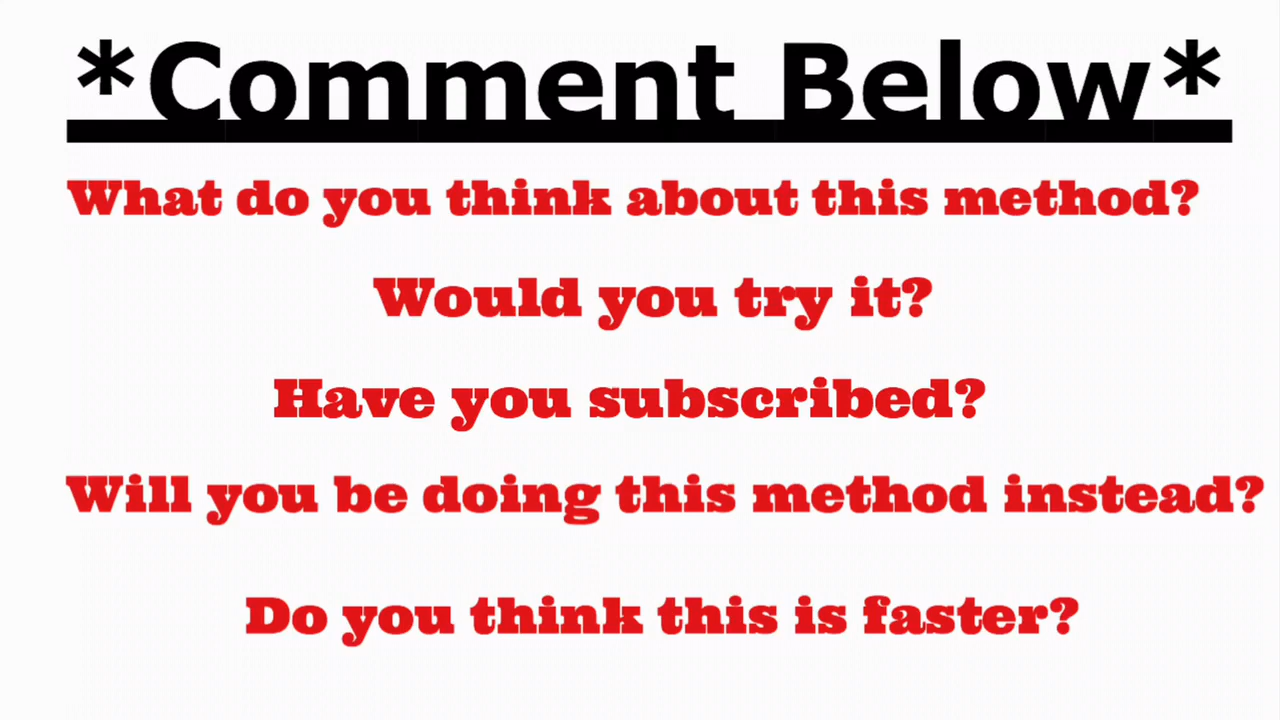 *Comment Below*
What do you think about this method?
Would you try it?
Have you subscribed?
Will you be doing this method instead?
Do you think this is faster?